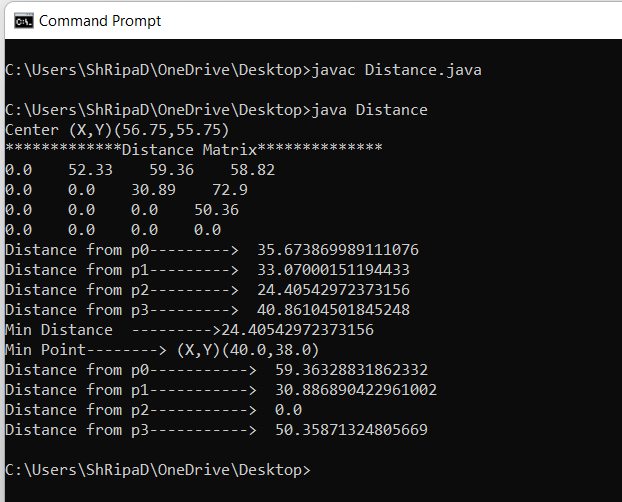 Command Prompt
C:\Users\ShRipaD\OneDrive\Desktop>javac Distance.java
C:\Users\ShRipaD\OneDrive\Desktop>java Distance
Center (X,Y)(56.75,55.75)
*************Distance Matrix**************
0.0    52.33    59.36    58.82
0.0    0.0    30.89    72.9
0.0    0.0    0.0    50.36
0.0    0.0    0.0    0.0
Distance from p0---------->  35.673869989111076
Distance from p1---------->  33.07000151194433
Distance from p2---------->  24.40542972373156
Distance from p3---------->  40.86104501845248
Min Distance  --------->24.40542972373156
Min Point--------> (X,Y)(40.0,38.0)
Distance from p0----------->  59.36328831862332
Distance from p1----------->  30.886890422961002
Distance from p2----------->  0.0
Distance from p3----------->  50.35871324805669
C:\Users\ShRipaD\OneDrive\Desktop>